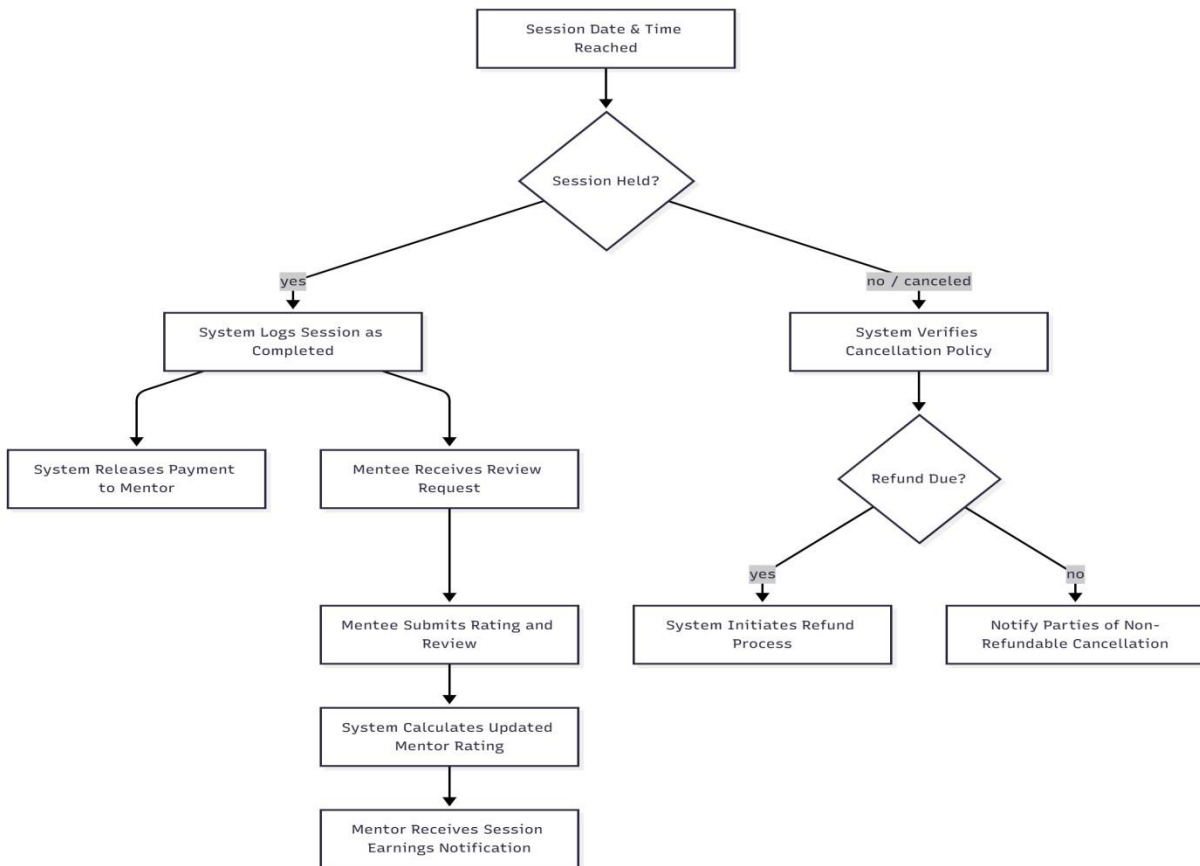 Session Date & Time
Reached
Session Held?
yes
no / canceled
System Logs Session as
Completed
System Verifies
Cancellation Policy
System Releases Payment
to Mentor
Mentee Receives Review
Request
Refund Due?
yes
no
Mentee Submits Rating and
Review
System Initiates Refund
Process
Notify Parties of Non-
Refundable Cancellation
System Calculates Updated
Mentor Rating
Mentor Receives Session
Earnings Notification